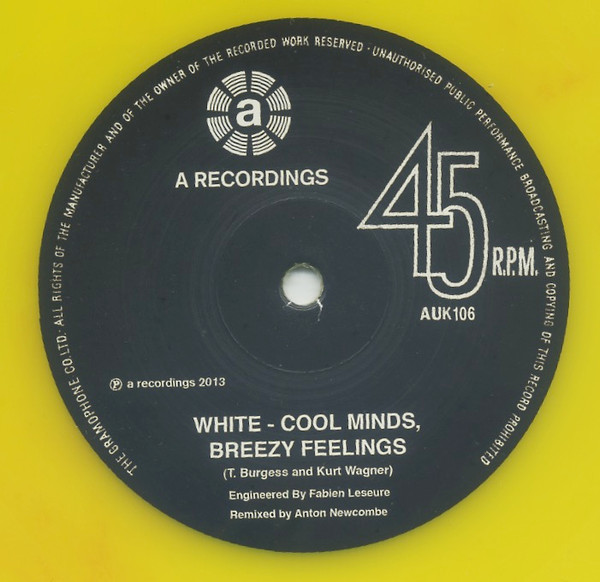 THE GRAMOPHONE CO. LTD. · ALL RIGHTS OF THE MANUFACTURER AND OF THE OWNER OF THE RECORDED WORK RESERVED · UNAUTHORISED PUBLIC PERFORMANCE BROADCASTING AND COPYING OF THIS RECORD PROHIBITED
a
A RECORDINGS
45 R.P.M.
AUK106
℗ a recordings 2013
WHITE - COOL MINDS,
BREEZY FEELINGS
(T. Burgess and Kurt Wagner)
Engineered By Fabien Leseure
Remixed by Anton Newcombe